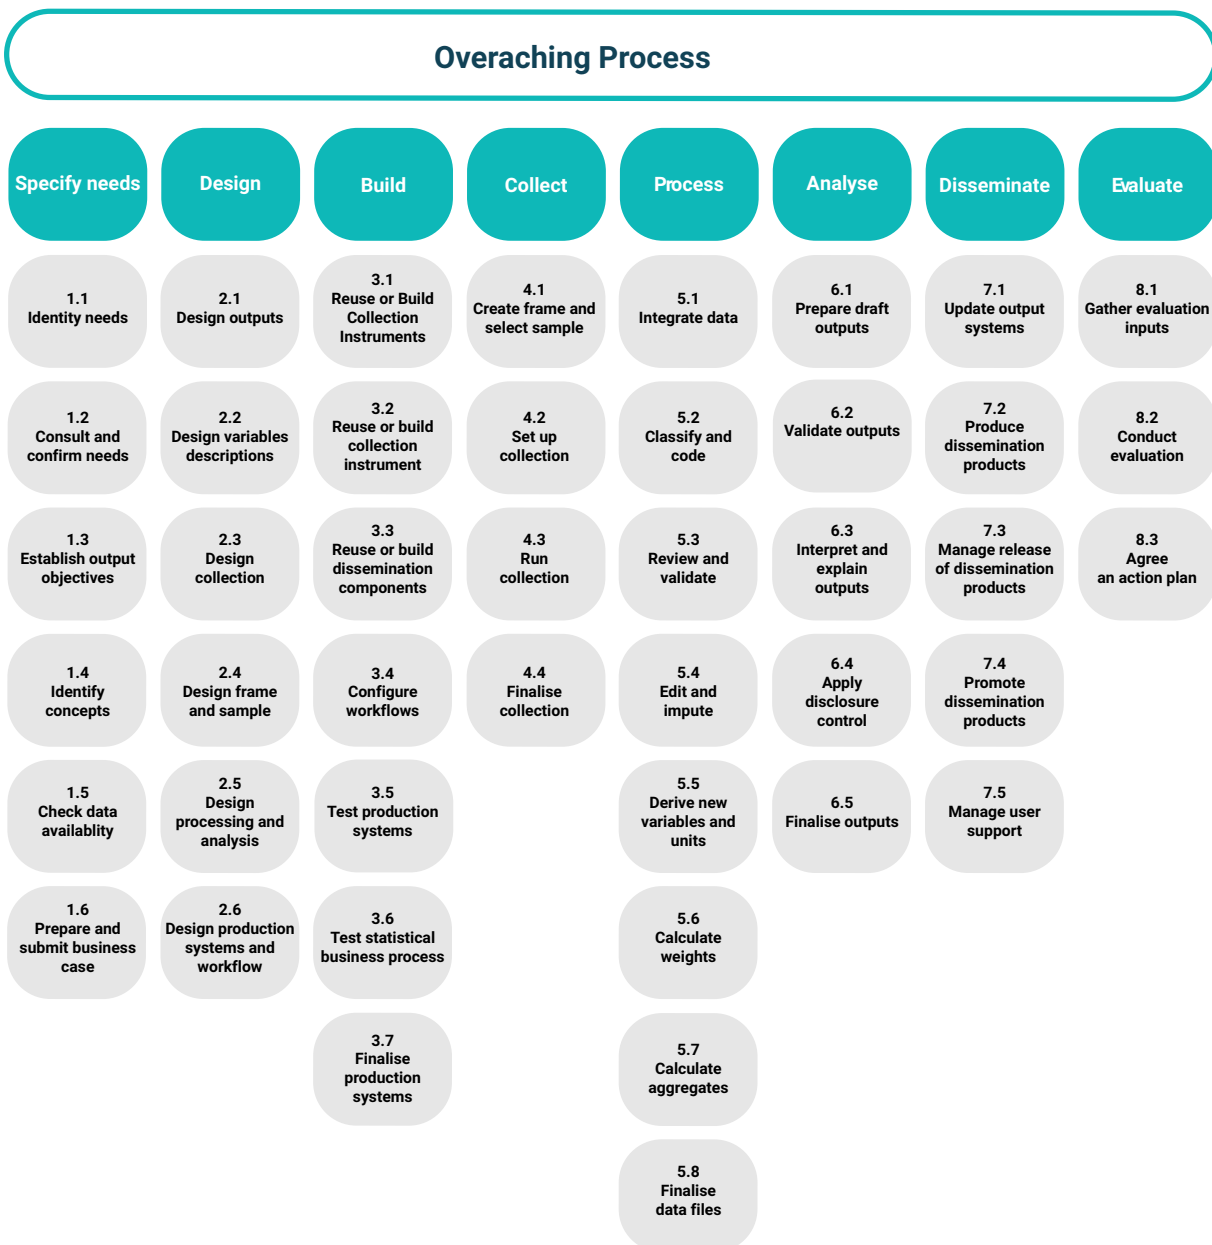 Overaching Process
Specify needs
Design
Build
Collect
Process
Analyse
Disseminate
Evaluate
1.1
Identity needs
1.2
Consult and
confirm needs
1.3
Establish output
objectives
1.4
Identify
concepts
1.5
Check data
availablity
1.6
Prepare and
submit business
case
2.1
Design outputs
2.2
Design variables
descriptions
2.3
Design
collection
2.4
Design frame
and sample
2.5
Design
processing and
analysis
2.6
Design production
systems and
workflow
3.1
Reuse or Build
Collection
Instruments
3.2
Reuse or build
collection
instrument
3.3
Reuse or build
dissemination
components
3.4
Configure
workflows
3.5
Test production
systems
3.6
Test statistical
business process
3.7
Finalise
production
systems
4.1
Create frame and
select sample
4.2
Set up
collection
4.3
Run
collection
4.4
Finalise
collection
5.1
Integrate data
5.2
Classify and
code
5.3
Review and
validate
5.4
Edit and
impute
5.5
Derive new
variables and
units
5.6
Calculate
weights
5.7
Calculate
aggregates
5.8
Finalise
data files
6.1
Prepare draft
outputs
6.2
Validate outputs
6.3
Interpret and
explain
outputs
6.4
Apply
disclosure
control
6.5
Finalise outputs
7.1
Update output
systems
7.2
Produce
dissemination
products
7.3
Manage release
of dissemination
products
7.4
Promote
dissemination
products
7.5
Manage user
support
8.1
Gather evaluation
inputs
8.2
Conduct
evaluation
8.3
Agree
an action plan